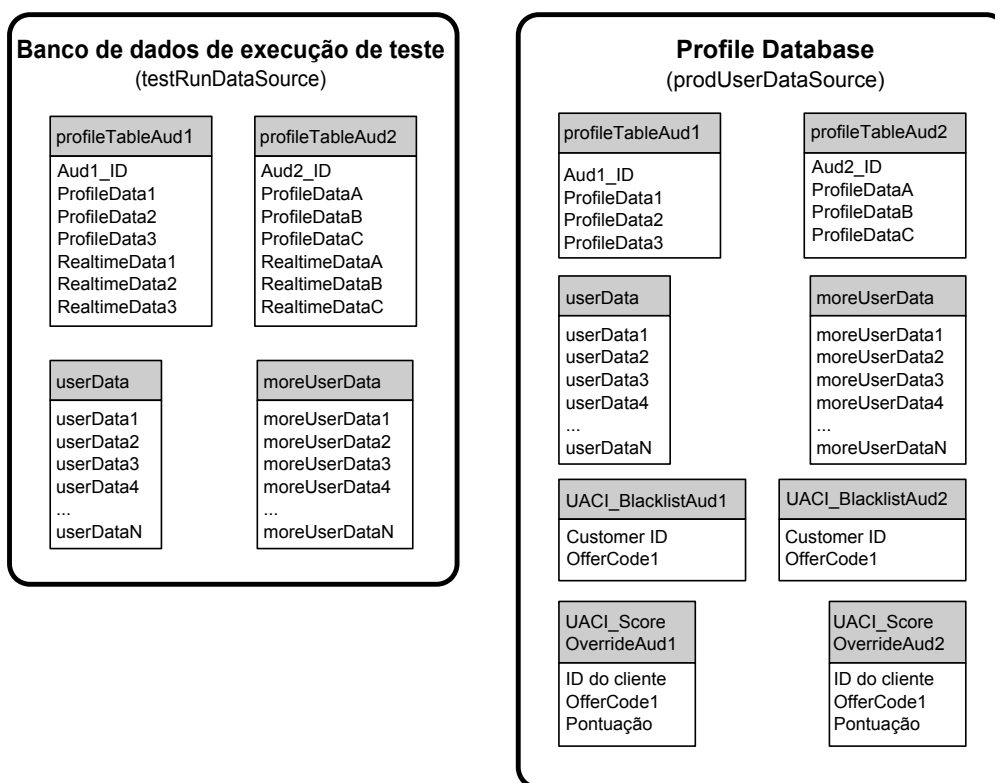 Banco de dados de execução de teste
(testRunDataSource)
profileTableAud1
Aud1_ID
ProfileData1
ProfileData2
ProfileData3
RealtimeData1
RealtimeData2
RealtimeData3
profileTableAud2
Aud2_ID
ProfileDataA
ProfileDataB
ProfileDataC
RealtimeDataA
RealtimeDataB
RealtimeDataC
userData
userData1
userData2
userData3
userData4
...
userDataN
moreUserData
moreUserData1
moreUserData2
moreUserData3
moreUserData4
...
moreUserDataN
Profile Database
(prodUserDataSource)
profileTableAud1
Aud1_ID
ProfileData1
ProfileData2
ProfileData3
profileTableAud2
Aud2_ID
ProfileDataA
ProfileDataB
ProfileDataC
userData
userData1
userData2
userData3
userData4
...
userDataN
moreUserData
moreUserData1
moreUserData2
moreUserData3
moreUserData4
...
moreUserDataN
UACI_BlacklistAud1
Customer ID
OfferCode1
UACI_BlacklistAud2
Customer ID
OfferCode1
UACI_Score
OverrideAud1
ID do cliente
OfferCode1
Pontuação
UACI_Score
OverrideAud2
ID do cliente
OfferCode1
Pontuação